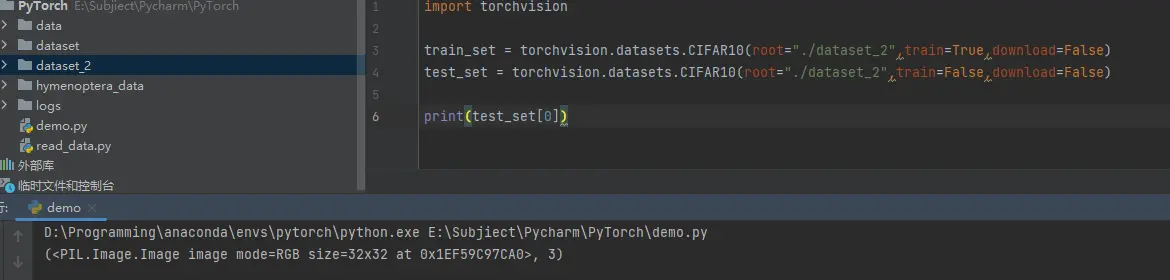 PyTorch E:\Subjiect\Pycharm\PyTorch
data
dataset
dataset_2
hymenoptera_data
logs
demo.py
read_data.py
外部库
临时文件和控制台
1 import torchvision
2
3 train_set = torchvision.datasets.CIFAR10(root="./dataset_2",train=True,download=False)
4 test_set = torchvision.datasets.CIFAR10(root="./dataset_2",train=False,download=False)
5
6 print(test_set[0])
行: demo ×
D:\Programming\anaconda\envs\pytorch\python.exe E:\Subjiect\Pycharm\PyTorch\demo.py
(<PIL.Image.Image image mode=RGB size=32x32 at 0x1EF59C97CA0>, 3)